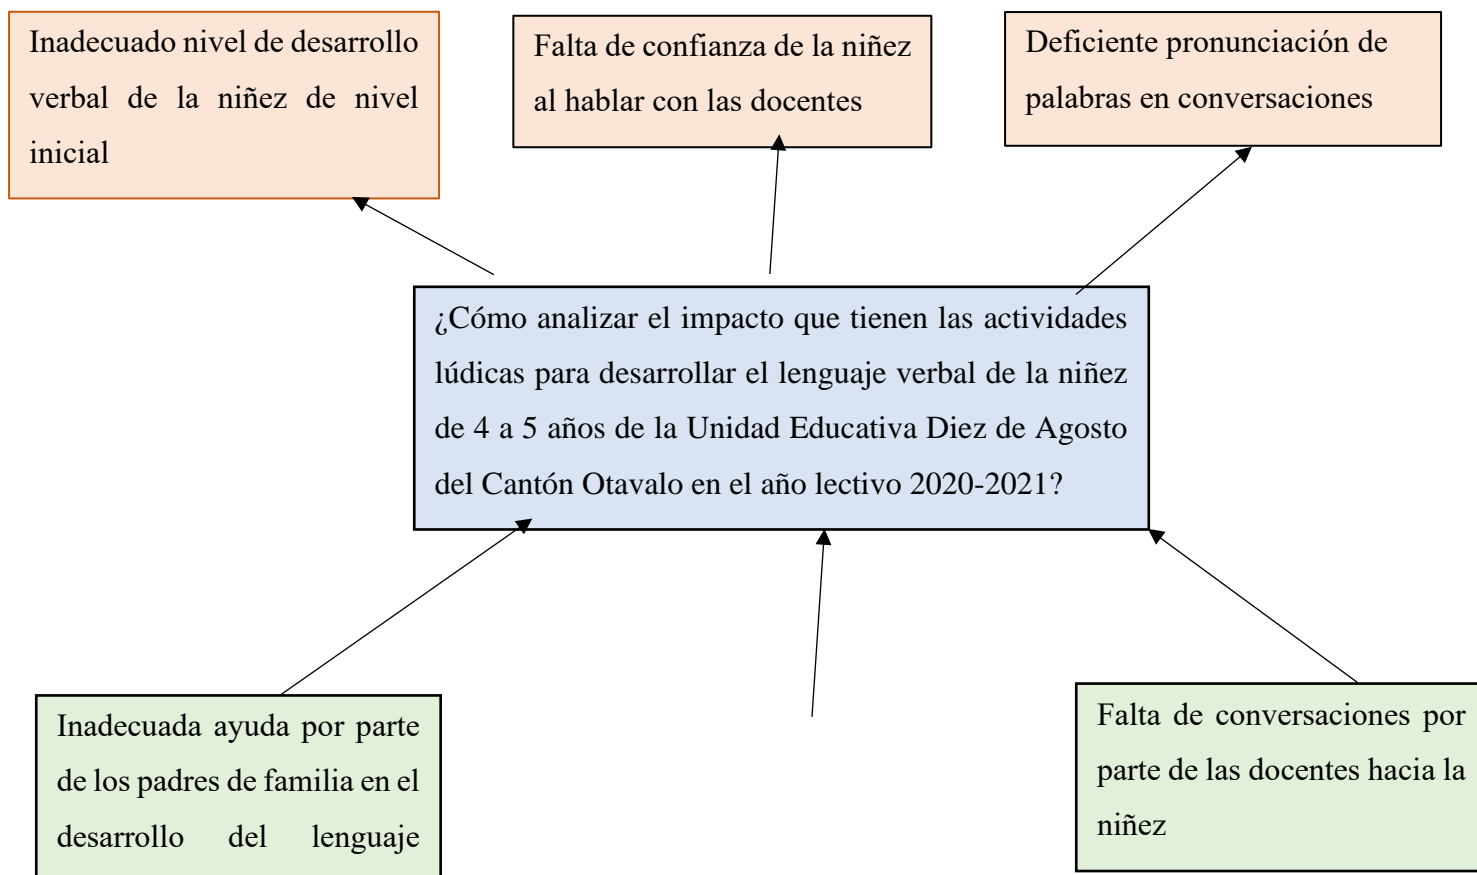 Inadecuado nivel de desarrollo
verbal de la niñez de nivel
inicial
Falta de confianza de la niñez
al hablar con las docentes
Deficiente pronunciación de
palabras en conversaciones
¿Cómo analizar el impacto que tienen las actividades
lúdicas para desarrollar el lenguaje verbal de la niñez
de 4 a 5 años de la Unidad Educativa Diez de Agosto
del Cantón Otavalo en el año lectivo 2020-2021?
Inadecuada ayuda por parte
de los padres de familia en el
desarrollo del lenguaje
Falta de conversaciones por
parte de las docentes hacia la
niñez